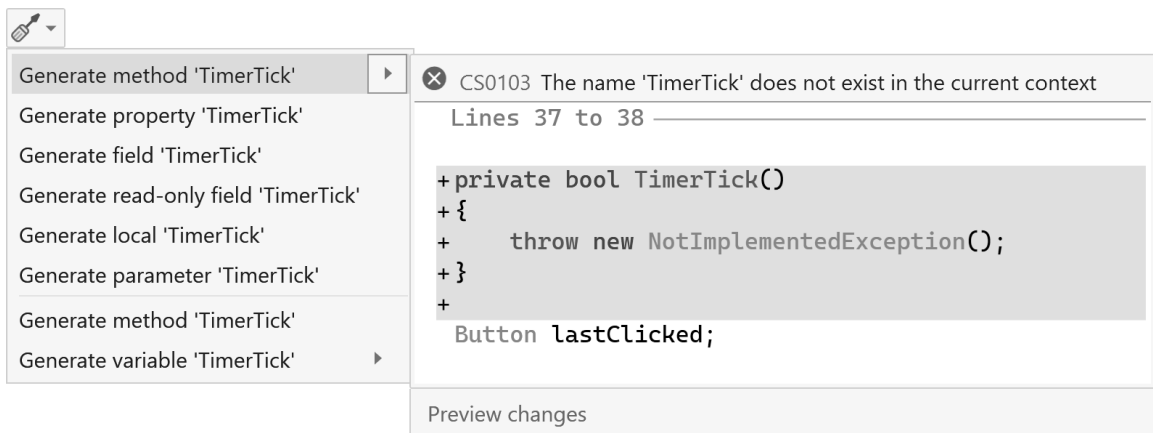 Generate method 'TimerTick'
Generate property 'TimerTick'
Generate field 'TimerTick'
Generate read-only field 'TimerTick'
Generate local 'TimerTick'
Generate parameter 'TimerTick'
Generate method 'TimerTick'
Generate variable 'TimerTick'
CS0103 The name 'TimerTick' does not exist in the current context
Lines 37 to 38
+private bool TimerTick()
+{
+    throw new NotImplementedException();
+}
+
Button lastClicked;
Preview changes